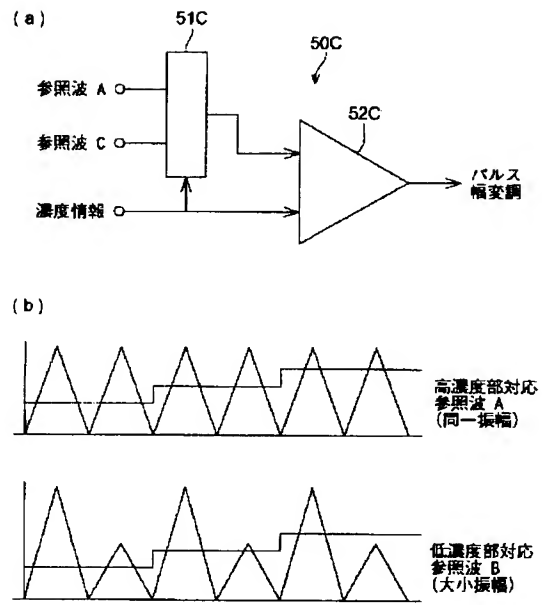 (a)
51C
50C
参照波 A
52C
参照波 C
濃度情報
パルス
幅変調
(b)
高濃度部対応
参照波 A
(同一振幅)
低濃度部対応
参照波 B
(大小振幅)